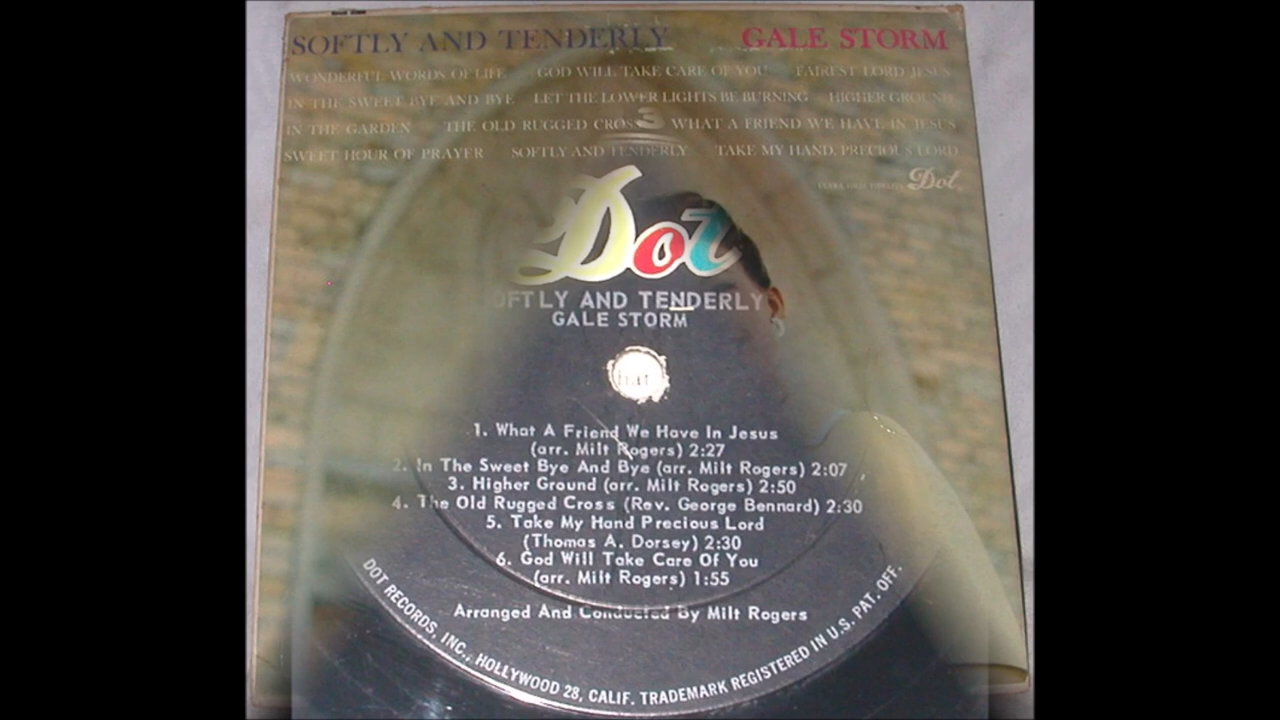 SOFTLY AND TENDERLY GALE STORM
WONDERFUL WORDS OF LIFE GOD WILL TAKE CARE OF YOU FAIREST LORD JESUS
IN THE SWEET BYE AND BYE LET THE LOWER LIGHTS BE BURNING HIGHER GROUND
IN THE GARDEN THE OLD RUGGED CROSS WHAT A FRIEND WE HAVE IN JESUS
SWEET HOUR OF PRAYER SOFTLY AND TENDERLY TAKE MY HAND, PRECIOUS LORD
ULTRA HIGH FIDELITY Dot
Dot
SOFTLY AND TENDERLY
GALE STORM
1. What A Friend We Have In Jesus
(arr. Milt Rogers) 2:27
2. In The Sweet Bye And Bye (arr. Milt Rogers) 2:07
3. Higher Ground (arr. Milt Rogers) 2:50
4. The Old Rugged Cross (Rev. George Bennard) 2:30
5. Take My Hand Precious Lord
(Thomas A. Dorsey) 2:30
6. God Will Take Care Of You
(arr. Milt Rogers) 1:55
Arranged And Conducted By Milt Rogers
DOT RECORDS, INC., HOLLYWOOD 28, CALIF. TRADEMARK REGISTERED IN U.S. PAT. OFF.